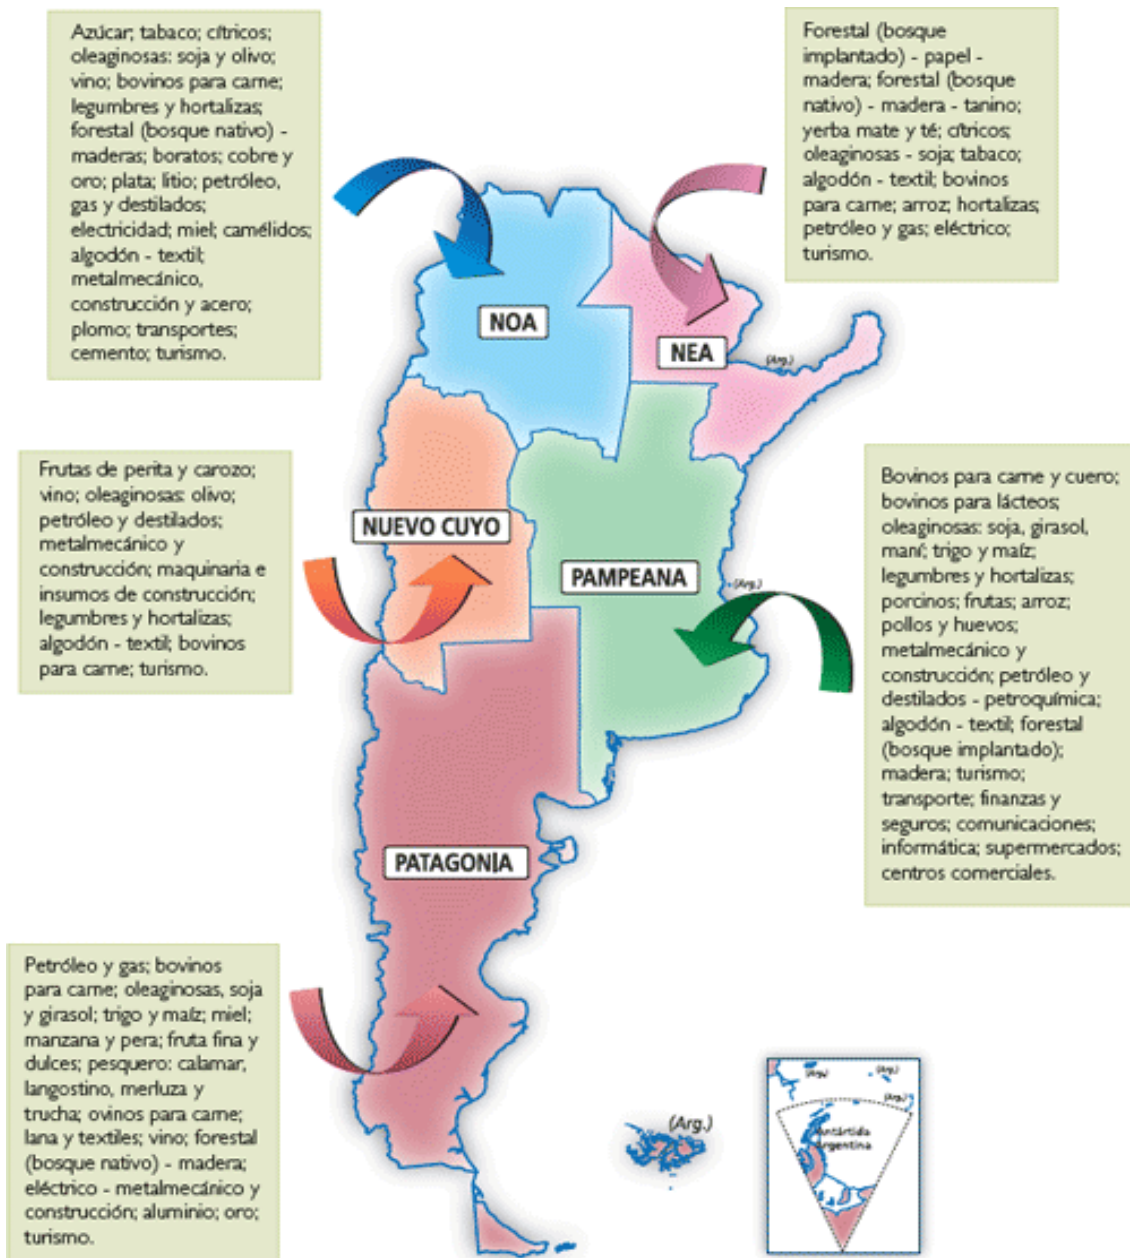 Azúcar; tabaco; cítricos;
oleaginosas: soja y olivo;
vino; bovinos para carne;
legumbres y hortalizas;
forestal (bosque nativo) -
maderas; boratos; cobre y
oro; plata; litio; petróleo,
gas y destilados;
electricidad; miel; camélidos;
algodón - textil;
metalmecánico,
construcción y acero;
plomo; transportes;
cemento; turismo.
Forestal (bosque
implantado) - papel -
madera; forestal (bosque
nativo) - madera - tanino;
yerba mate y té; cítricos;
oleaginosas - soja; tabaco;
algodón - textil; bovinos
para carne; arroz; hortalizas;
petróleo y gas; eléctrico;
turismo.
NOA
NEA
(Arg.)
Frutas de perita y carozo;
vino; oleaginosas: olivo;
petróleo y destilados;
metalmecánico y
construcción; maquinaria e
insumos de construcción;
legumbres y hortalizas;
algodón - textil; bovinos
para carne; turismo.
NUEVO CUYO
PAMPEANA
(Arg.)
Bovinos para carne y cuero;
bovinos para lácteos;
oleaginosas: soja, girasol,
maní; trigo y maíz;
legumbres y hortalizas;
porcinos; frutas; arroz;
pollos y huevos;
metalmecánico y
construcción; petróleo y
destilados - petroquímica;
algodón - textil; forestal
(bosque implantado);
madera; turismo;
transporte; finanzas y
seguros; comunicaciones;
informática; supermercados;
centros comerciales.
PATAGONIA
Petróleo y gas; bovinos
para carne; oleaginosas, soja
y girasol; trigo y maíz; miel;
manzana y pera; fruta fina y
dulces; pesquero: calamar,
langostino, merluza y
trucha; ovinos para carne;
lana y textiles; vino; forestal
(bosque nativo) - madera;
eléctrico - metalmecánico y
construcción; aluminio; oro;
turismo.
(Arg.)
(Arg.)
(Arg.)
(Arg.)
Antártida
Argentina